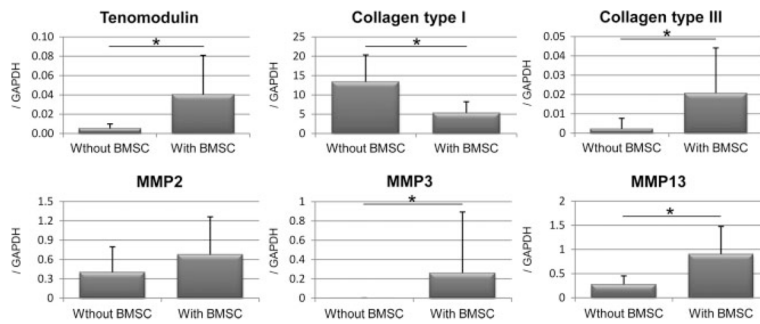 Tenomodulin
/ GAPDH
0.10
0.08
0.06
0.04
0.02
0.00
*
Wthout BMSC
With BMSC
Collagen type I
/ GAPDH
25
20
15
10
5
0
*
Wthout BMSC
With BMSC
Collagen type III
/ GAPDH
0.05
0.04
0.03
0.02
0.01
0
*
Wthout BMSC
With BMSC
MMP2
/ GAPDH
1.5
1.2
0.9
0.6
0.3
0
Wthout BMSC
With BMSC
MMP3
/ GAPDH
1
0.8
0.6
0.4
0.2
0
*
Wthout BMSC
With BMSC
MMP13
/ GAPDH
2
1.5
1
0.5
0
*
Wthout BMSC
With BMSC